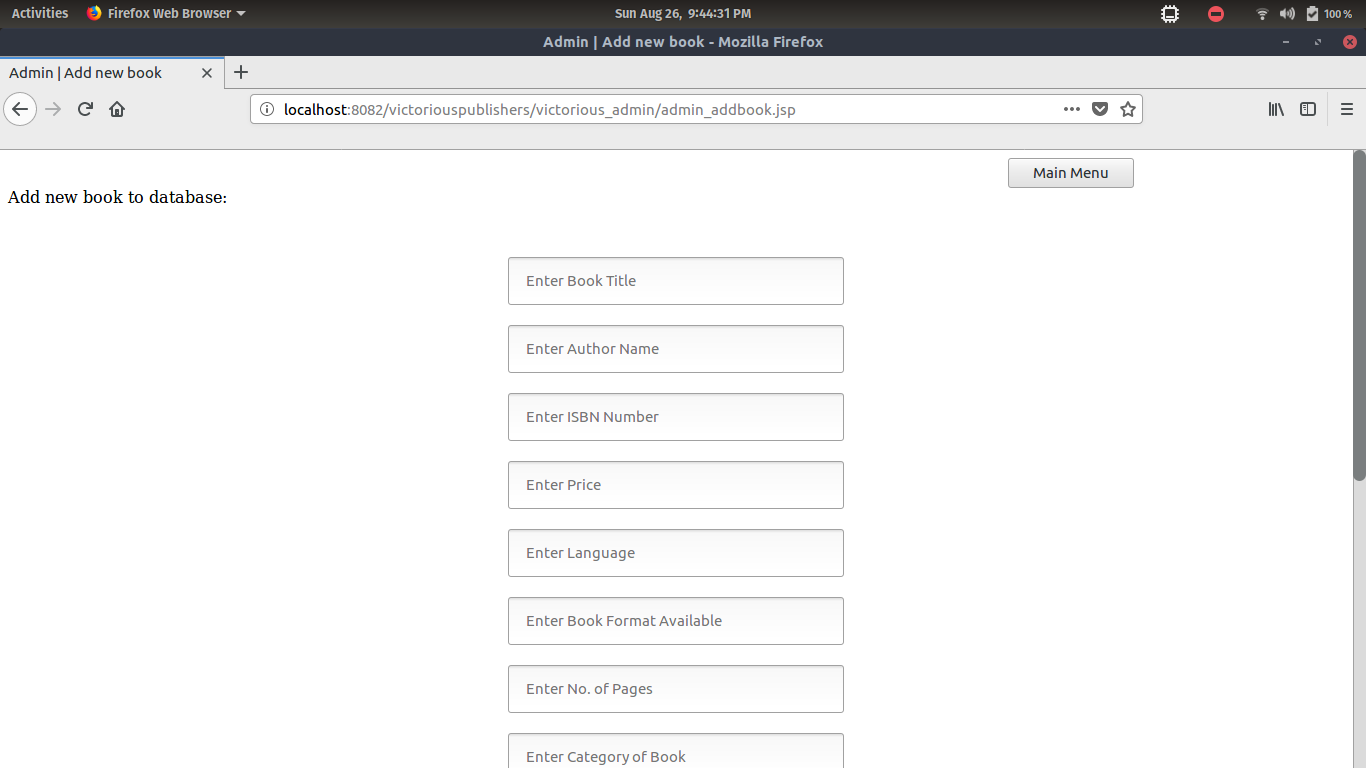 Activities Firefox Web Browser Sun Aug 26, 9:44:31 PM 100 %
Admin | Add new book - Mozilla Firefox
Admin | Add new book
localhost:8082/victoriouspublishers/victorious_admin/admin_addbook.jsp
Main Menu
Add new book to database:
Enter Book Title
Enter Author Name
Enter ISBN Number
Enter Price
Enter Language
Enter Book Format Available
Enter No. of Pages
Enter Category of Book